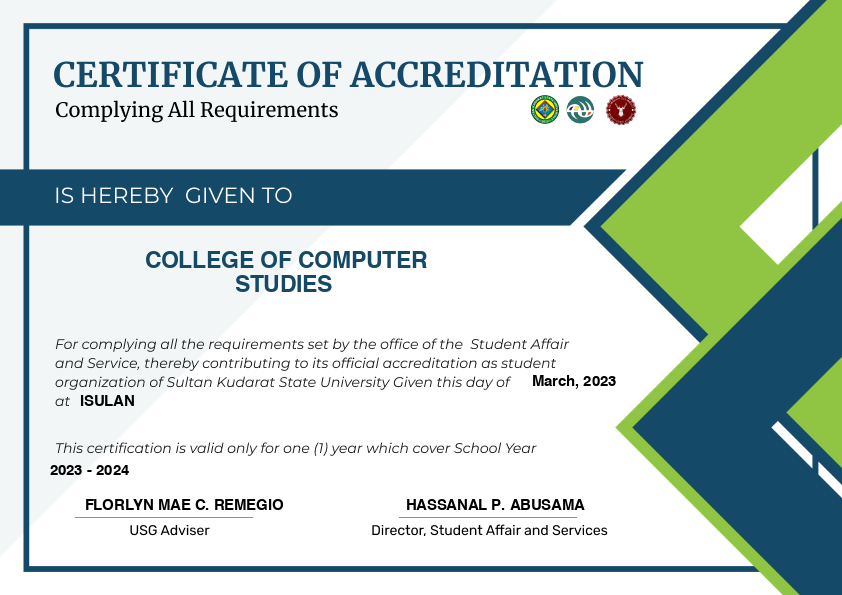 CERTIFICATE OF ACCREDITATION
Complying All Requirements
IS HEREBY GIVEN TO
COLLEGE OF COMPUTER
STUDIES
For complying all the requirements set by the office of the Student Affair
and Service, thereby contributing to its official accreditation as student
organization of Sultan Kudarat State University Given this day of March, 2023
at ISULAN
This certification is valid only for one (1) year which cover School Year
2023 - 2024
FLORLYN MAE C. REMEGIO HASSANAL P. ABUSAMA
USG Adviser Director, Student Affair and Services